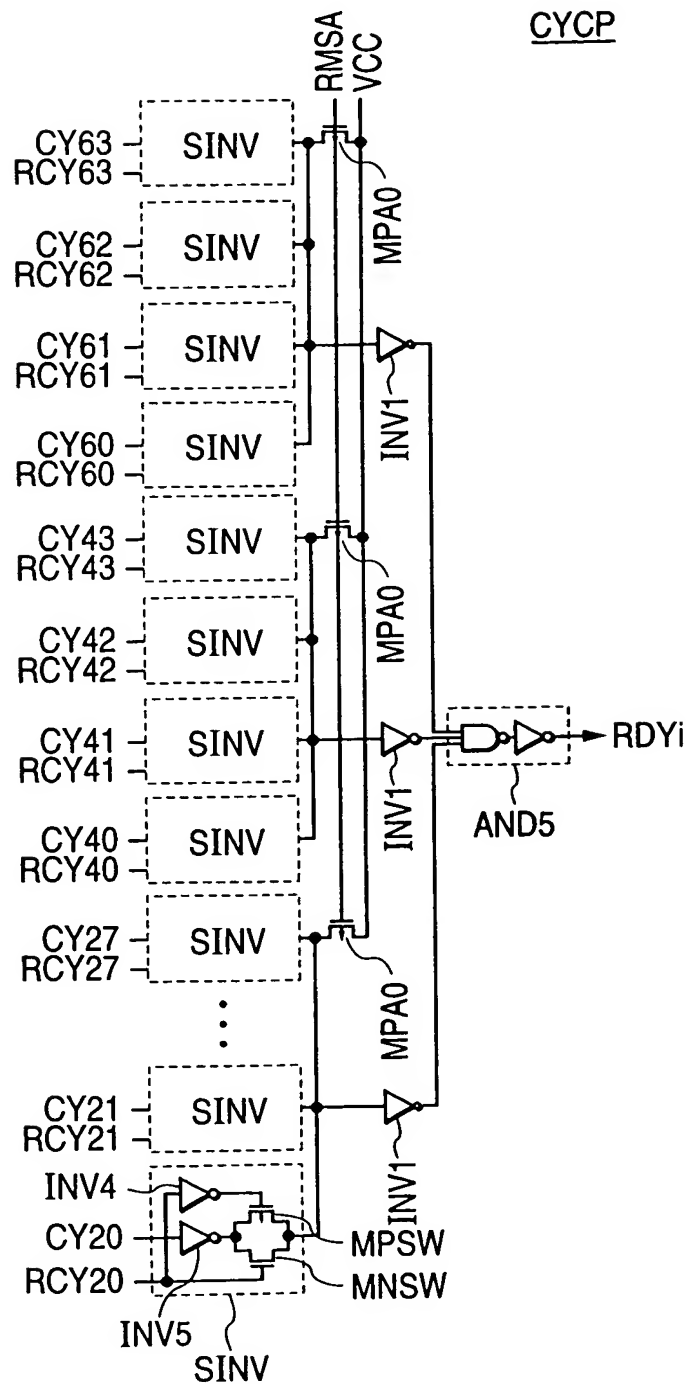 CYCP
RMSA
VCC
CY63
RCY63
SINV
MPA0
CY62
RCY62
SINV
CY61
RCY61
SINV
INV1
CY60
RCY60
SINV
CY43
RCY43
SINV
MPA0
CY42
RCY42
SINV
CY41
RCY41
SINV
INV1
RDYi
AND5
CY40
RCY40
SINV
CY27
RCY27
SINV
MPA0
CY21
RCY21
SINV
INV1
INV4
CY20
MPSW
RCY20
MNSW
INV5
SINV